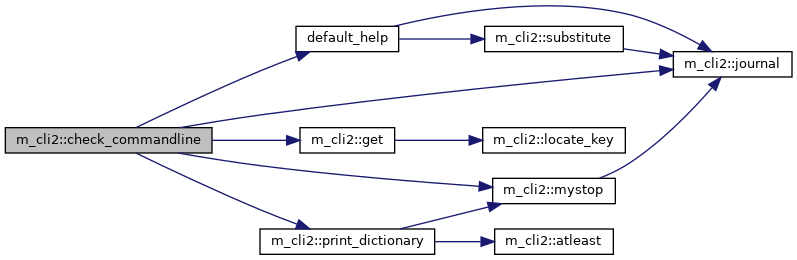 default_help
m_cli2::substitute
m_cli2::journal
m_cli2::check_commandline
m_cli2::get
m_cli2::locate_key
m_cli2::mystop
m_cli2::print_dictionary
m_cli2::atleast